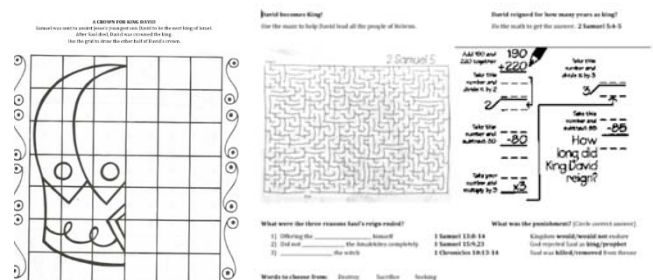 A CROWN FOR KING DAVID
Samuel was sent to anoint Jesse's youngest son David to be the next king of Israel.
After Saul died, David was crowned the king.
Use the grid to draw the other half of David's crown.
David becomes King!
Use the maze to help David lead all the people of Hebron.
2 Samuel 5
David reigned for how many years as king?
Do the math to get the answer. 2 Samuel 5:4-5
Add 190 and
220 together
190
+220
Take this
number and
divide it by 2
2
Take this
number and
subtract 80
-80
Take your
number and
multiply by 3
x3
Take this
number and
divide it by 3
3
Take this
number and
subtract 85
-85
How
long did
King David
reign?
What were the three reasons Saul's reign ended?
1) Offering the ____________ himself
1 Samuel 13:8-14
2) Did not ____________ the Amalekites completely
1 Samuel 15:9,23
3) ____________ the witch
1 Chronicles 10:13-14
Words to choose from: Destroy Sacrifice Seeking
What was the punishment? (Circle correct answer)
Kingdom would/would not endure
God rejected Saul as king/prophet
Saul was killed/removed from throne